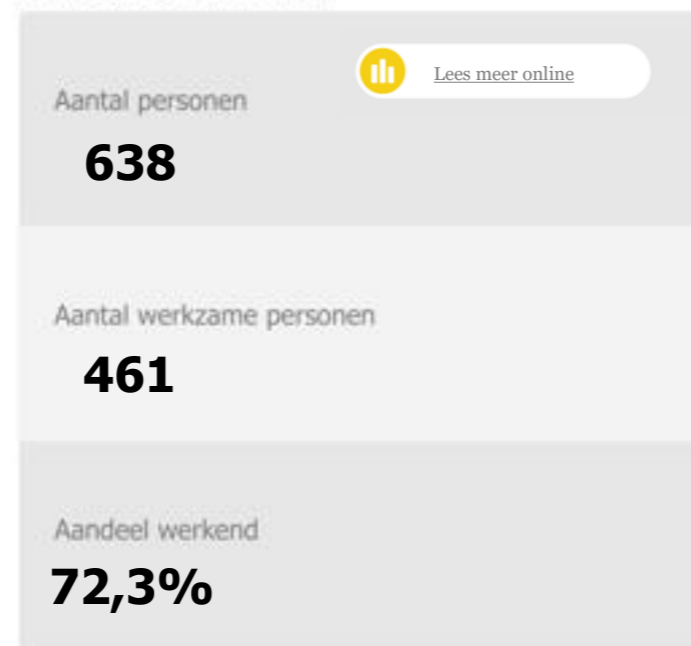 Lees meer online
Aantal personen
638
Aantal werkzame personen
461
Aandeel werkend
72,3%